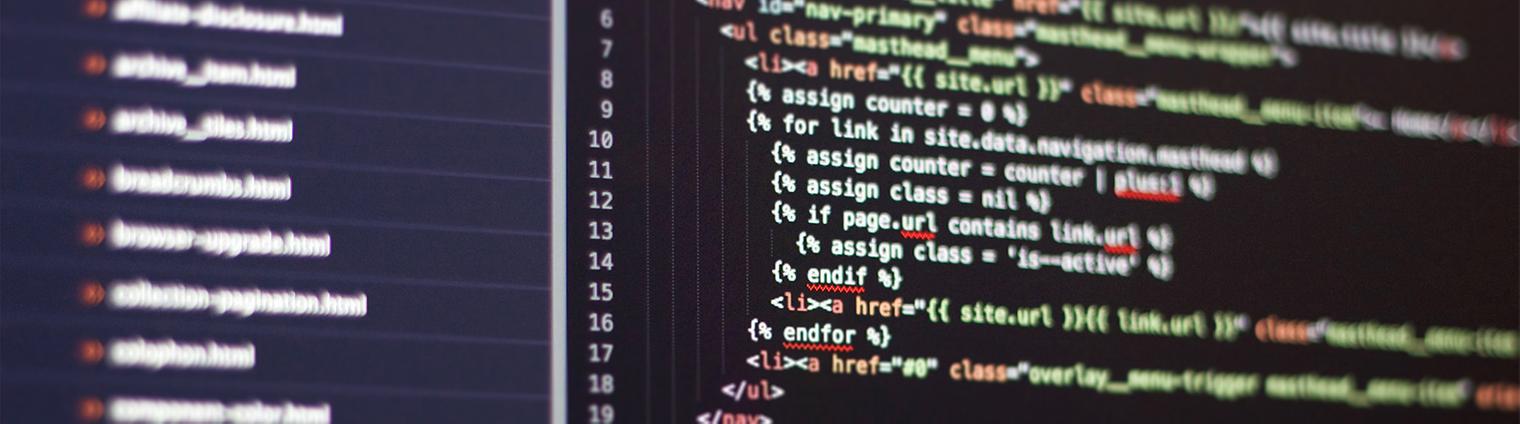 affiliate-disclosure.html
archive__item.html
archive__tiles.html
breadcrumbs.html
browser-upgrade.html
collection-pagination.html
colophon.html
component-color.html
6 <nav id="nav-primary" class="masthead__menu-wrapper">
7 <ul class="masthead__menu">
8 <li><a href="{{ site.url }}" class="masthead__menu-item
9 {% assign counter = 0 %}
10 {% for link in site.data.navigation.masthead %}
11 {% assign counter = counter | plus:1 %}
12 {% assign class = nil %}
13 {% if page.url contains link.url %}
14 {% assign class = 'is--active' %}
15 {% endif %}
16 <li><a href="{{ site.url }}{{ link.url }}" class="masthead__menu-item
17 {% endfor %}
18 <li><a href="#0" class="overlay__menu-trigger masthead__menu-item"
19 </ul>
</nav>